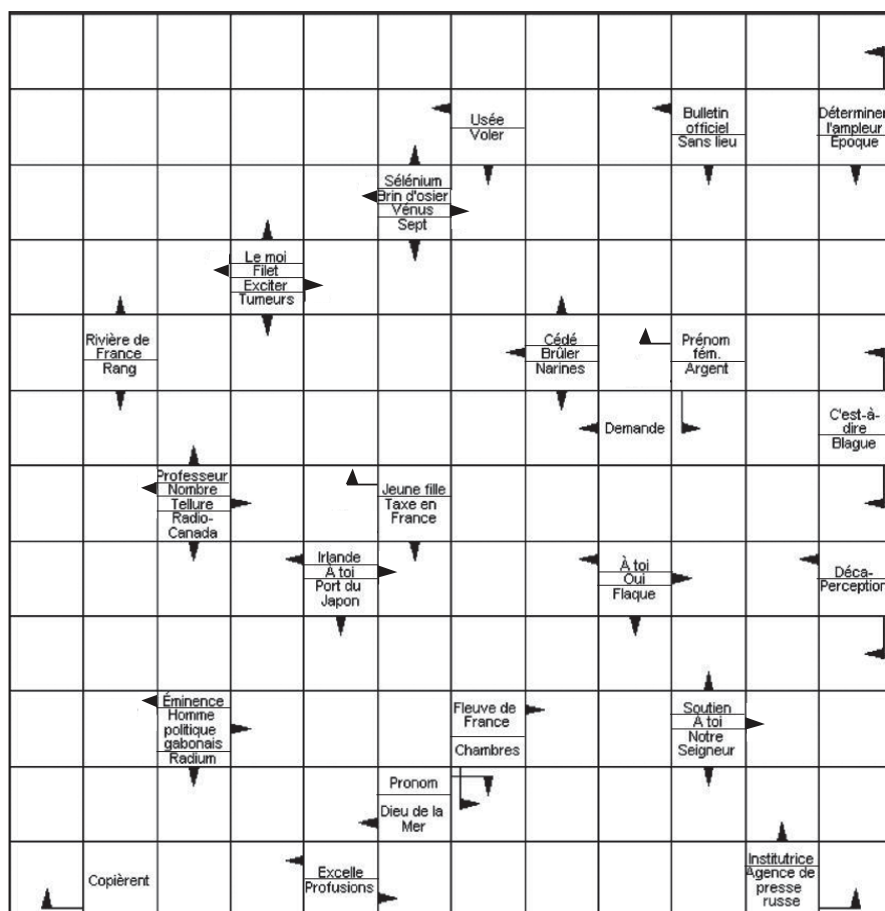 Usée
Voler
Bulletin
officiel
Sans lieu
Déterminer
l'ampleur
Époque
Sélénium
Brin d'osier
Vénus
Sept
Le moi
Filet
Exciter
Tumeurs
Rivière de
France
Rang
Cédé
Brûler
Narines
Prénom
fém.
Argent
Demande
C'est-à-
dire
Blague
Professeur
Nombre
Tellure
Radio-
Canada
Jeune fille
Taxe en
France
Irlande
À toi
Port du
Japon
À toi
Oui
Flaque
Déca-
Perception
Éminence
Homme
politique
gabonais
Radium
Fleuve de
France
Chambres
Soutien
A toi
Notre
Seigneur
Pronom
Dieu de la
Mer
Copièrent
Excelle
Profusions
Institutrice
Agence de
presse
russe